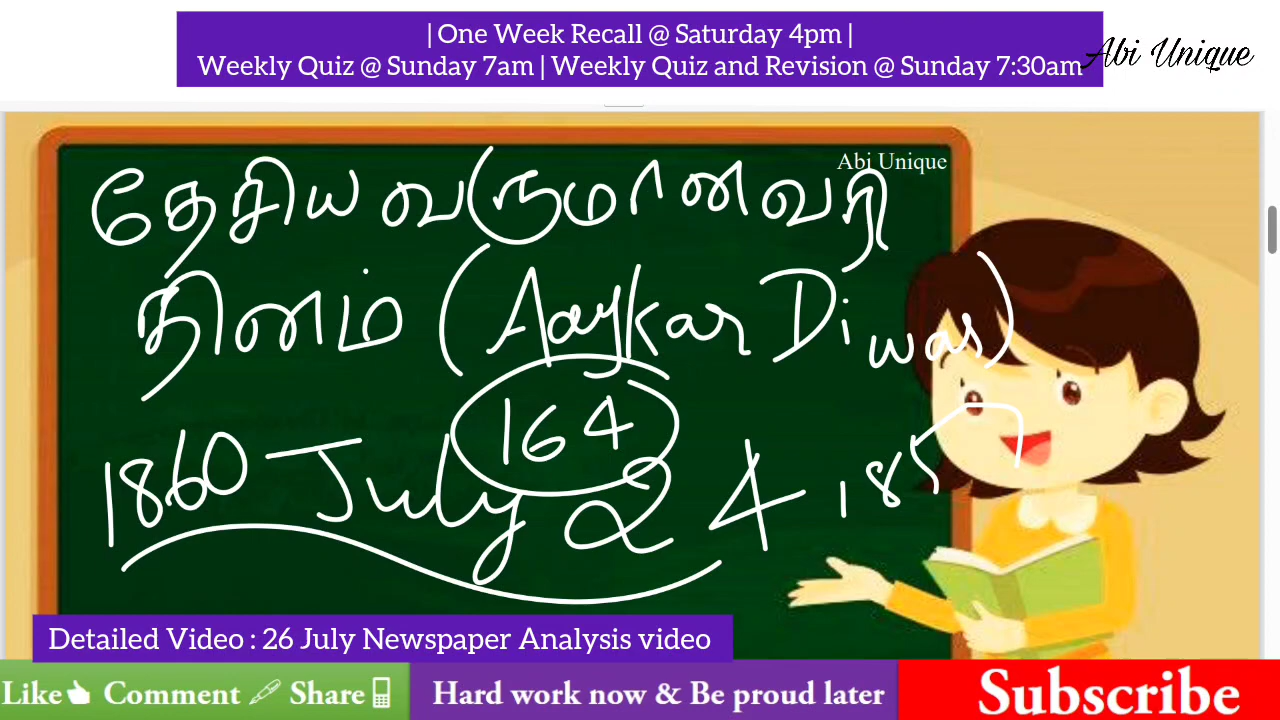 | One Week Recall @ Saturday 4pm |
Weekly Quiz @ Sunday 7am | Weekly Quiz and Revision @ Sunday 7:30am
Abi Unique
Abi Unique
தேசிய வருமானவரி
தினம் (Aaykar Diwas)
164
1860 July 24 1857
Detailed Video : 26 July Newspaper Analysis video
Like Comment Share
Hard work now & Be proud later
Subscribe